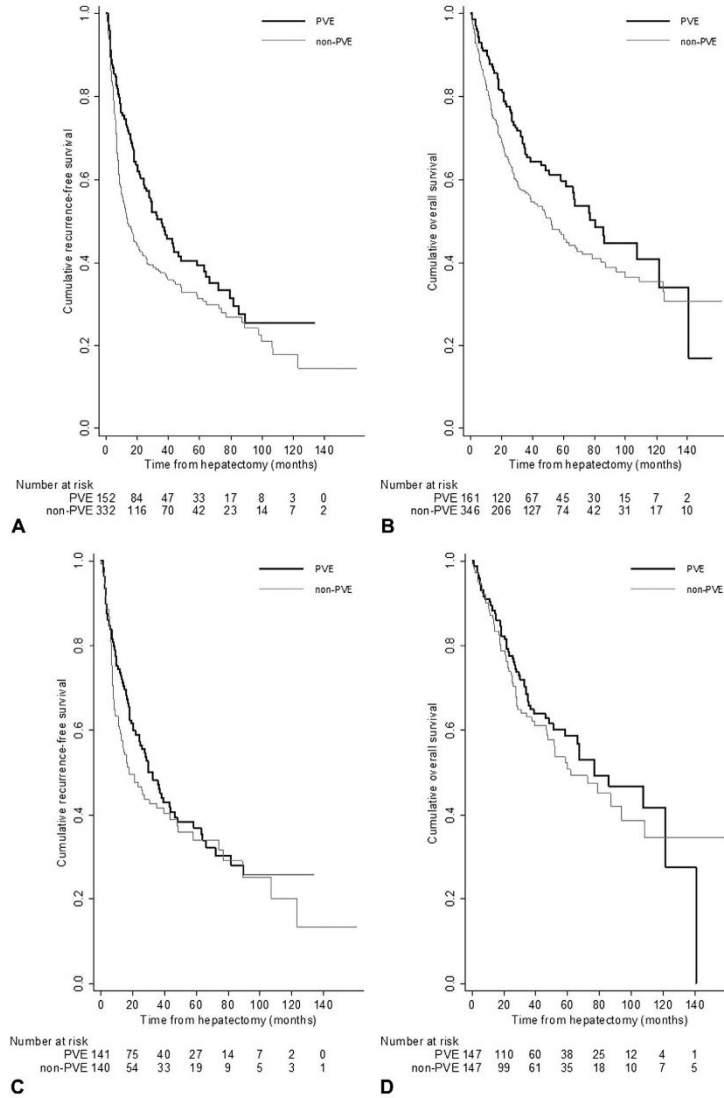 PVE
non-PVE
Cumulative recurrence-free survival
1.0
0.8
0.6
0.4
0.2
0.0
0 20 40 60 80 100 120 140
Time from hepatectomy (months)
Number at risk
PVE 152 84 47 33 17 8 3 0
non-PVE 332 116 70 42 23 14 7 2
A
PVE
non-PVE
Cumulative overall survival
1.0
0.8
0.6
0.4
0.2
0.0
0 20 40 60 80 100 120 140
Time from hepatectomy (months)
Number at risk
PVE 161 120 67 45 30 15 7 2
non-PVE 346 206 127 74 42 31 17 10
B
PVE
non-PVE
Cumulative recurrence-free survival
1.0
0.8
0.6
0.4
0.2
0.0
0 20 40 60 80 100 120 140
Time from hepatectomy (months)
Number at risk
PVE 141 75 40 27 14 7 2 0
non-PVE 140 54 33 19 9 5 3 1
C
PVE
non-PVE
Cumulative overall survival
1.0
0.8
0.6
0.4
0.2
0.0
0 20 40 60 80 100 120 140
Time from hepatectomy (months)
Number at risk
PVE 147 110 60 38 25 12 4 1
non-PVE 147 99 61 35 18 10 7 5
D